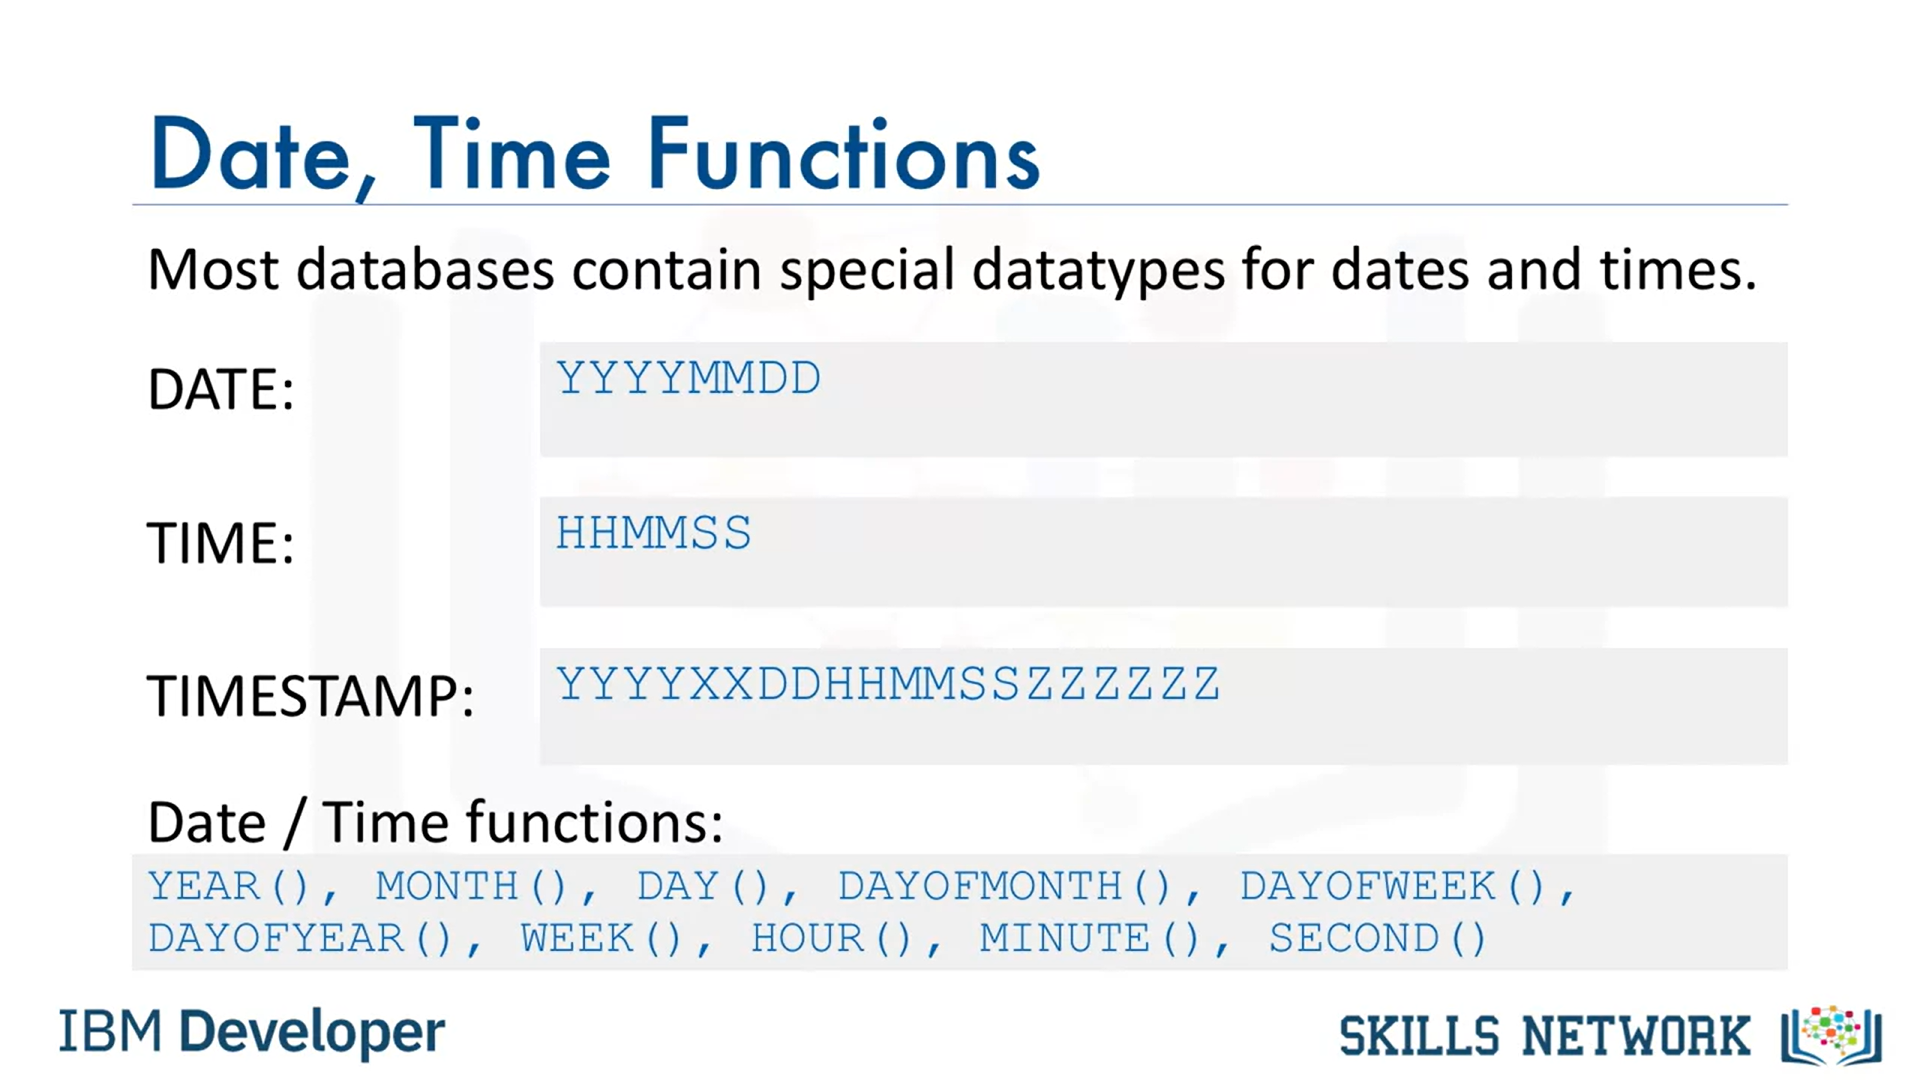 Date, Time Functions
Most databases contain special datatypes for dates and times.
DATE: YYYYMMDD
TIME: HHMMSS
TIMESTAMP: YYYYXXDDHHMMSSZZZZZZ
Date / Time functions:
YEAR(), MONTH(), DAY(), DAYOFMONTH(), DAYOFWEEK(),
DAYOFYEAR(), WEEK(), HOUR(), MINUTE(), SECOND()
IBM Developer
SKILLS NETWORK